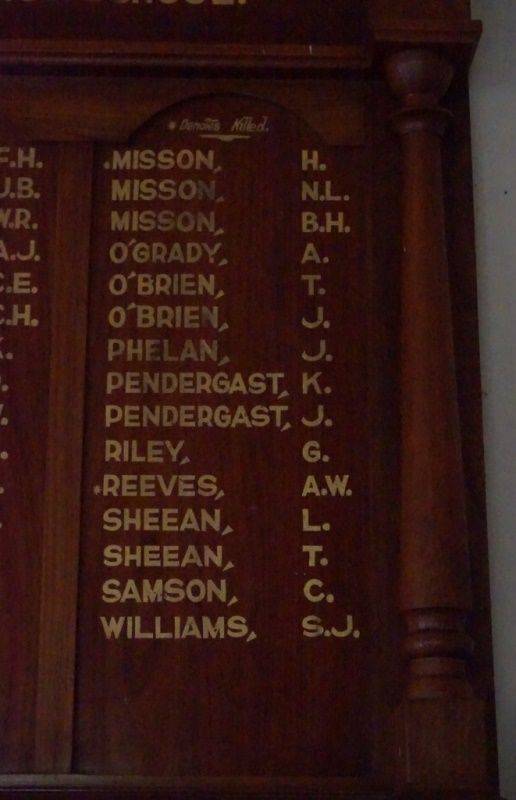 * Denotes Killed.
F.H. *MISSON, H.
J.B. MISSON, N.L.
W.R. MISSON, B.H.
A.J. O'GRADY, A.
C.E. O'BRIEN, T.
C.H. O'BRIEN, J.
PHELAN, J.
PENDERGAST, K.
PENDERGAST, J.
RILEY, G.
*REEVES, A.W.
SHEEAN, L.
SHEEAN, T.
SAMSON, C.
WILLIAMS, S.J.